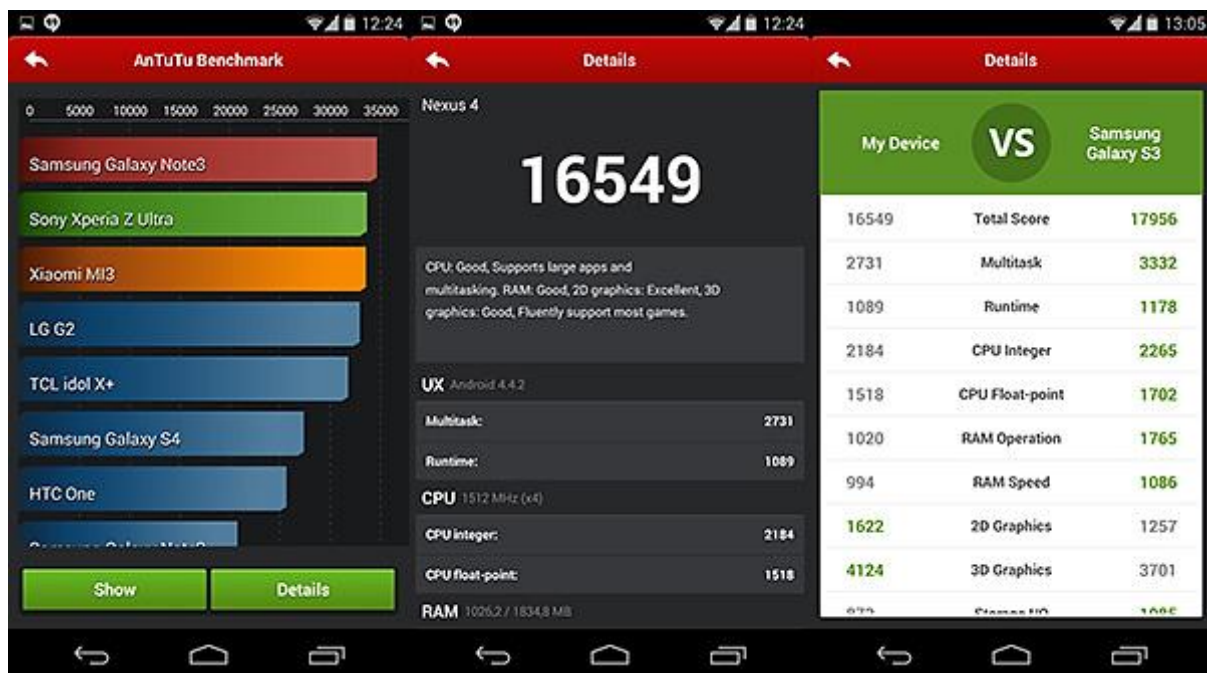 12:24
AnTuTu Benchmark
0 5000 10000 15000 20000 25000 30000 35000
Samsung Galaxy Note3
Sony Xperia Z Ultra
Xiaomi MI3
LG G2
TCL idol X+
Samsung Galaxy S4
HTC One
Show Details
12:24
Details
Nexus 4
16549
CPU: Good, Supports large apps and
multitasking. RAM: Good, 2D graphics: Excellent, 3D
graphics: Good, Fluently support most games.
UX Android 4.4.2
Multitask: 2731
Runtime: 1089
CPU 1512 MHz (x4)
CPU integer: 2184
CPU float-point: 1518
RAM 1026,2 / 1834,8 MB
13:05
Details
My Device VS Samsung
Galaxy S3
16549 Total Score 17956
2731 Multitask 3332
1089 Runtime 1178
2184 CPU Integer 2265
1518 CPU Float-point 1702
1020 RAM Operation 1765
994 RAM Speed 1086
1622 2D Graphics 1257
4124 3D Graphics 3701